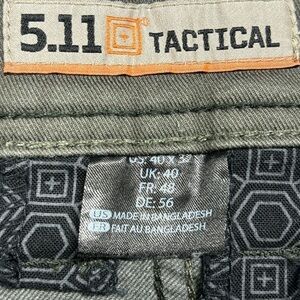 5.11 TACTICAL
US: 40 X
UK: 40
FR: 48
DE: 56
US MADE IN BANGLADESH
FR FAIT AU BANGLADESH